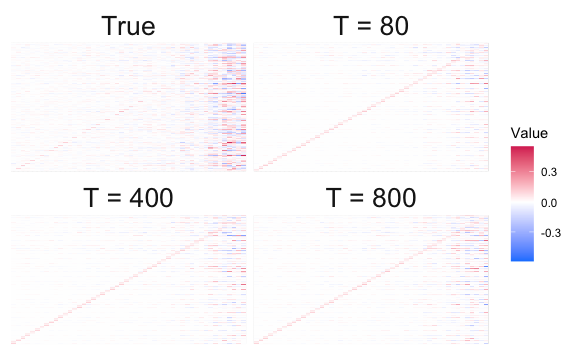 True
T = 80
T = 400
T = 800
Value
0.3
0.0
-0.3